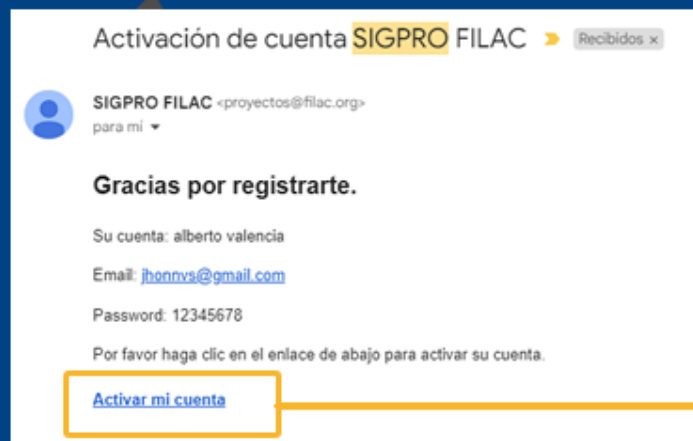 Activación de cuenta SIGPRO FILAC Recibidos x
SIGPRO FILAC <proyectos@filac.org>
para mí
Gracias por registrarte.
Su cuenta: alberto valencia
Email: jhonnvs@gmail.com
Password: 12345678
Por favor haga clic en el enlace de abajo para activar su cuenta.
Activar mi cuenta